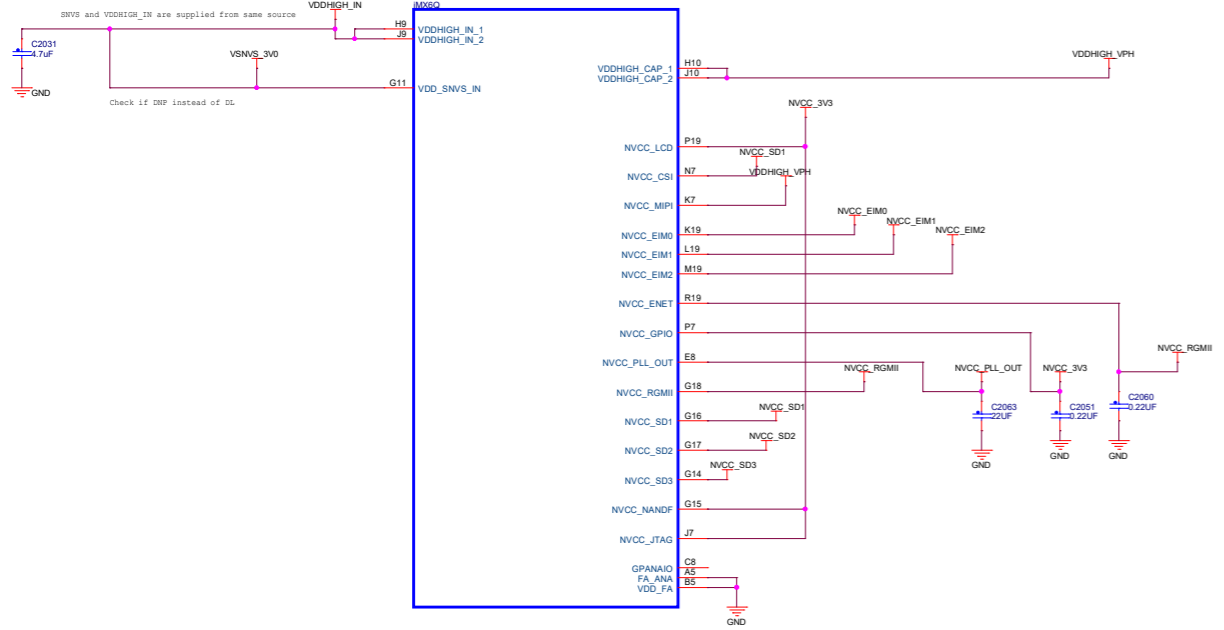 SNVS and VDDHIGH_IN are supplied from same source
VDDHIGH_IN
iMX6Q
C2031
4.7uF
GND
H9
VDDHIGH_IN_1
J9
VDDHIGH_IN_2
VSNVS_3V0
G11
VDD_SNVS_IN
Check if DNP instead of DL
VDDHIGH_CAP_1
H10
VDDHIGH_CAP_2
J10
VDDHIGH_VPH
NVCC_3V3
NVCC_LCD
P19
NVCC_SD1
NVCC_CSI
N7
VDDHIGH_VPH
NVCC_MIPI
K7
NVCC_EIM0
NVCC_EIM1
NVCC_EIM2
NVCC_EIM0
K19
NVCC_EIM1
L19
NVCC_EIM2
M19
NVCC_ENET
R19
NVCC_GPIO
P7
NVCC_RGMII
NVCC_PLL_OUT
E8
NVCC_RGMII
NVCC_PLL_OUT
NVCC_3V3
NVCC_RGMII
G18
C2063
22UF
GND
C2051
0.22UF
GND
C2060
0.22UF
GND
NVCC_SD1
NVCC_SD1
G16
NVCC_SD2
NVCC_SD2
G17
NVCC_SD3
NVCC_SD3
G14
NVCC_NANDF
G15
NVCC_JTAG
J7
GPANAIO
C8
FA_ANA
A5
VDD_FA
B5
GND